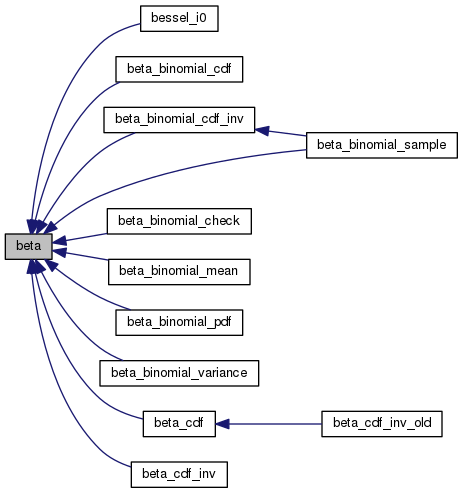 bessel_i0
beta_binomial_cdf
beta_binomial_cdf_inv
beta_binomial_sample
beta_binomial_check
beta
beta_binomial_mean
beta_binomial_pdf
beta_binomial_variance
beta_cdf
beta_cdf_inv_old
beta_cdf_inv